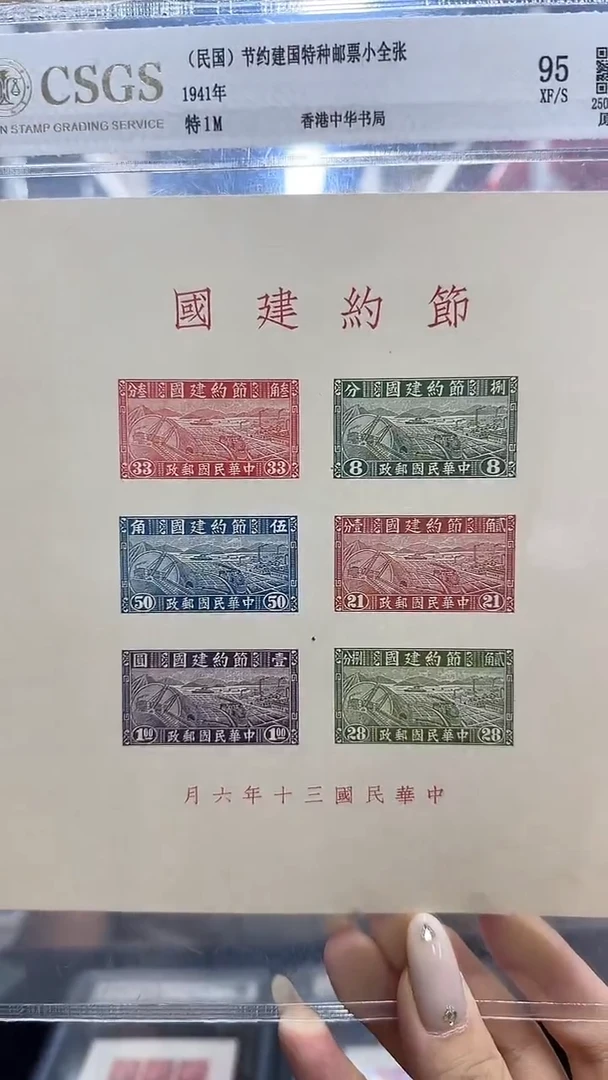 CSGS
STAMP GRADING SERVICE
（民国）节约建国特种邮票小全张
1941年
特1M 香港中华书局
95
XF/S
250
節約建國
捌 節約建國 分
8 中華民國郵政 8
貳角 節約建國 壹分
21 中華民國郵政 21
貳角 節約建國 捌分
28 中華民國郵政 28
叁角 節約建國 叁分
33 中華民國郵政 33
伍 節約建國 角
50 中華民國郵政 50
壹 節約建國 圓
1.00 中華民國郵政 1.00
中華民國三十年六月